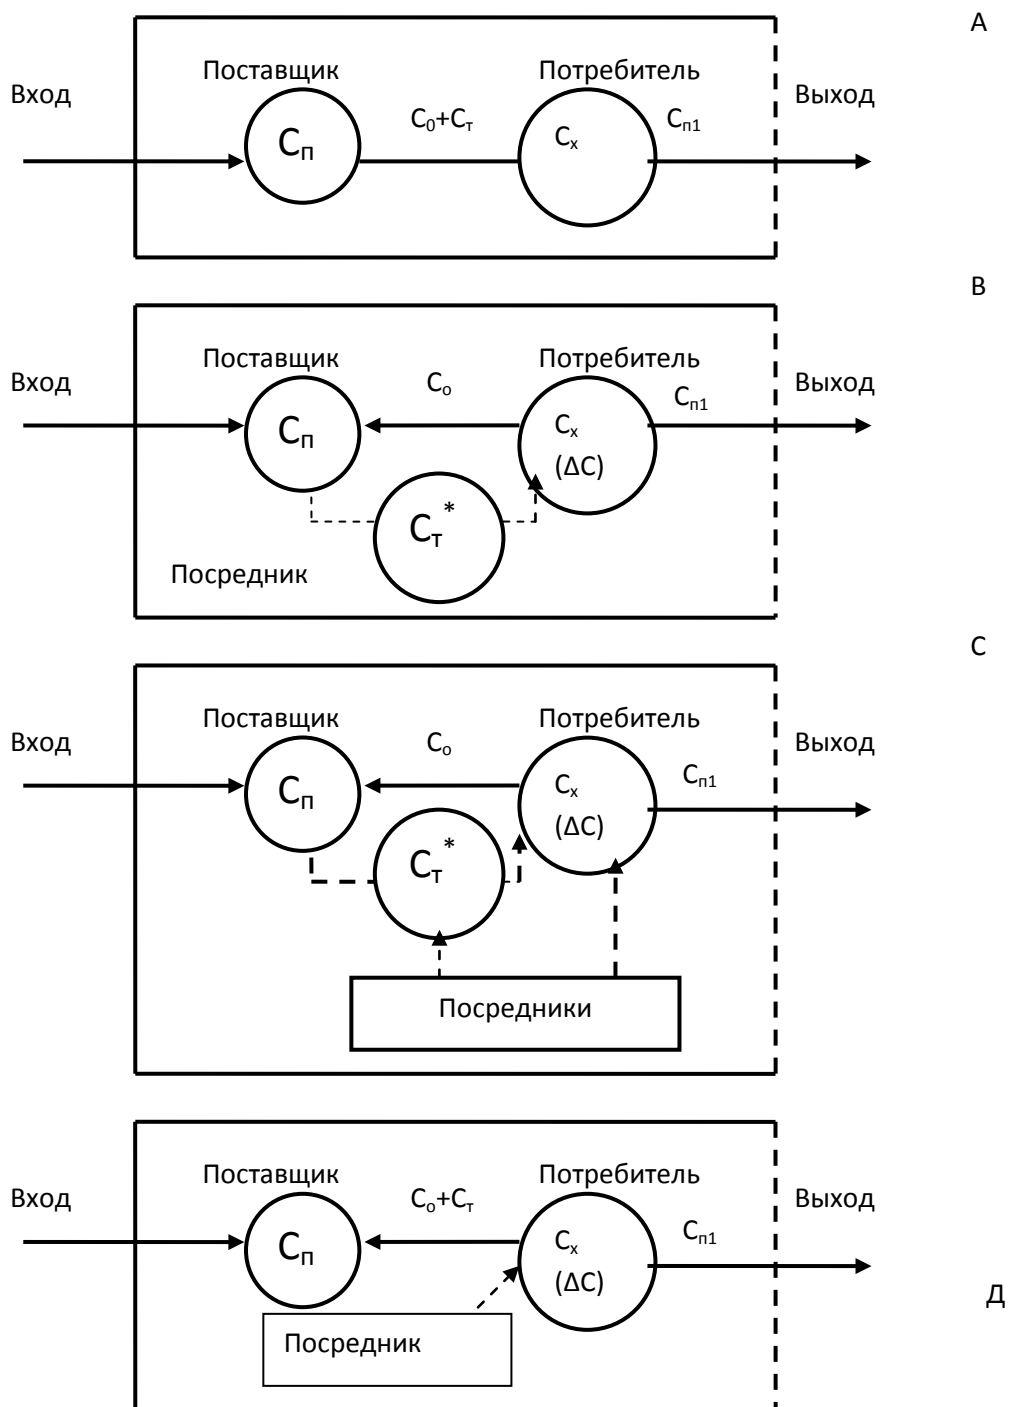 А
Поставщик
Потребитель
Вход
Выход
С₀+Сₜ
Сп1
Сп
Сх
В
Поставщик
Потребитель
Вход
Выход
Со
Сп1
Сп
Сх
(ΔС)
Ст*
Посредник
С
Поставщик
Потребитель
Вход
Выход
Со
Сп1
Сп
Сх
(ΔС)
Ст*
Посредники
Поставщик
Потребитель
Вход
Выход
Со+Ст
Сп1
Сп
Сх
(ΔС)
Д
Посредник